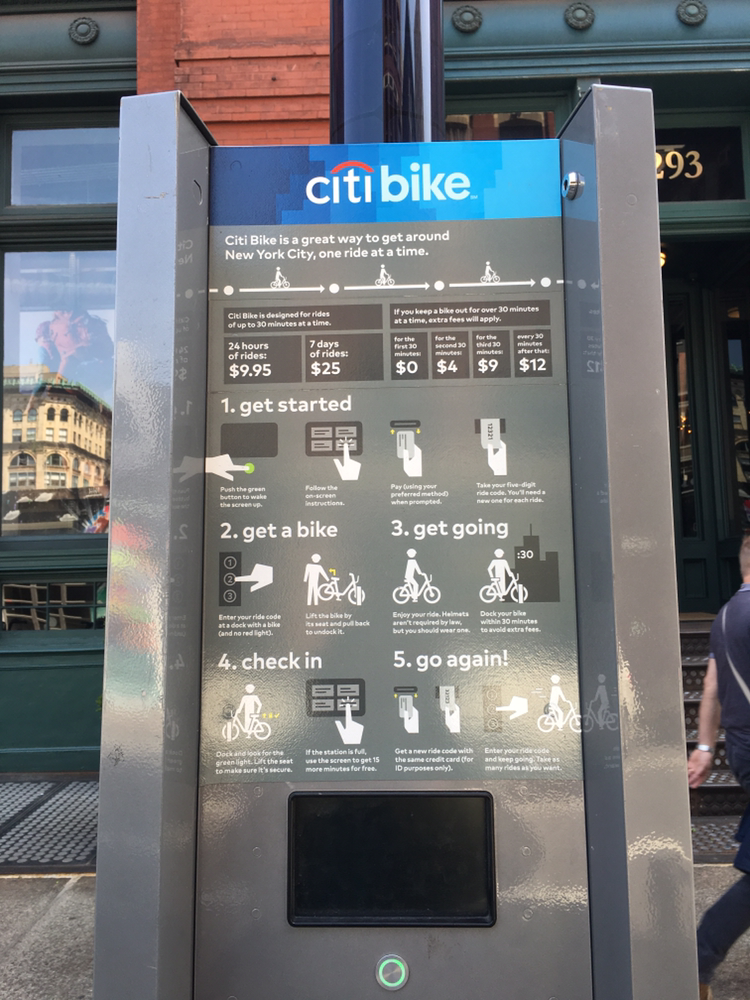 citi bike
293
Citi Bike is a great way to get around
New York City, one ride at a time.
Citi Bike is designed for rides
of up to 30 minutes at a time.
24 hours
of rides:
$9.95
7 days
of rides:
$25
If you keep a bike out for over 30 minutes
at a time, extra fees will apply.
for the
first 30
minutes:
$0
for the
second 30
minutes:
$4
for the
third 30
minutes:
$9
every 30
minutes
after that:
$12
1. get started
Push the green
button to wake
the screen up.
Follow the
on-screen
instructions.
Pay (using your
preferred method)
when prompted.
Take your five-digit
ride code. You'll need a
new one for each ride.
2. get a bike
1
2
3
Enter your ride code
at a dock with a bike
(and no red light).
Lift the bike by
its seat and pull back
to undock it.
3. get going
Enjoy your ride. Helmets
aren't required by law,
but you should wear one.
:30
Dock your bike
within 30 minutes
to avoid extra fees.
4. check in
Dock and look for the
green light. Lift the seat
to make sure it's secure.
If the station is full,
use the screen to get 15
more minutes for free.
5. go again!
Get a new ride code with
the same credit card (for
ID purposes only).
Enter your ride code
and keep going. Take as
many rides as you want.